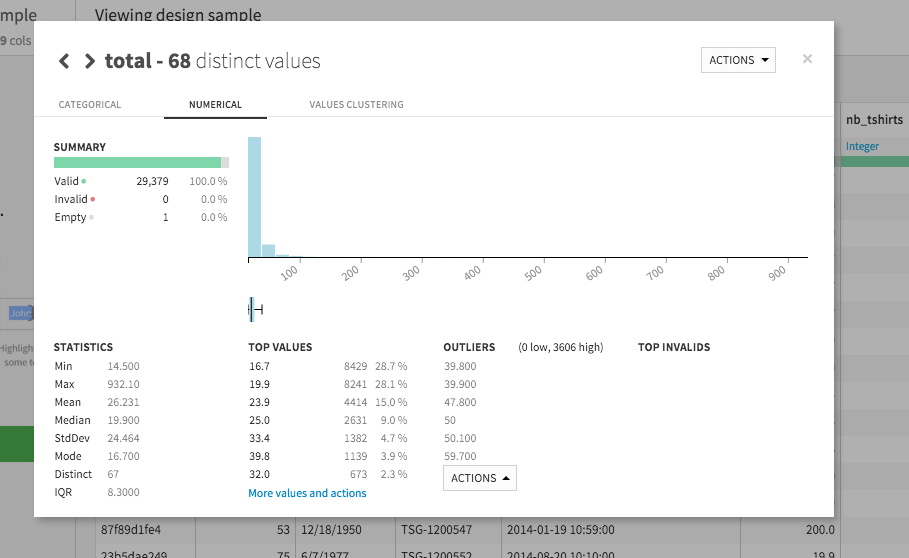 mple
Viewing design sample
9 cols
total - 68 distinct values
ACTIONS
×
CATEGORICAL
NUMERICAL
VALUES CLUSTERING
nb_tshirts
Integer
SUMMARY
Valid 29,379 100.0 %
Invalid 0 0.0 %
Empty 1 0.0 %
100 200 300 400 500 600 700 800 900
John
Highligh
some te
STATISTICS
Min 14.500
Max 932.10
Mean 26.231
Median 19.900
StdDev 24.464
Mode 16.700
Distinct 67
IQR 8.3000
TOP VALUES
16.7 8429 28.7 %
19.9 8241 28.1 %
23.9 4414 15.0 %
25.0 2631 9.0 %
33.4 1382 4.7 %
39.8 1139 3.9 %
32.0 673 2.3 %
More values and actions
OUTLIERS (0 low, 3606 high)
39.800
39.900
47.800
50
50.100
59.700
ACTIONS
TOP INVALIDS
87f89d1fe4 53 12/18/1950 TSG-1200547 2014-01-19 10:59:00 200.0
23b5dae249 75 6/7/1977 TSG-1200552 2014-08-20 10:10:00 19.9